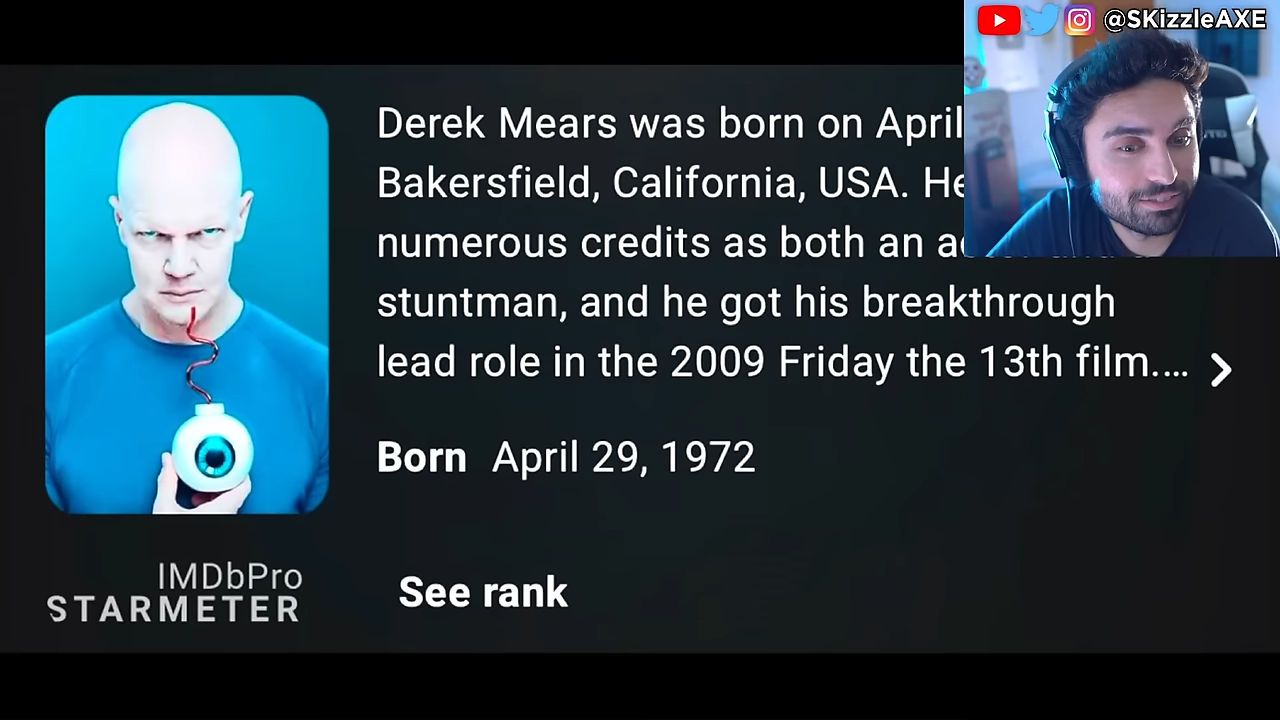 @SKizzleAXE
Derek Mears was born on April
Bakersfield, California, USA. He
numerous credits as both an
stuntman, and he got his breakthrough
lead role in the 2009 Friday the 13th film....
Born April 29, 1972
IMDbPro
STARMETER
See rank